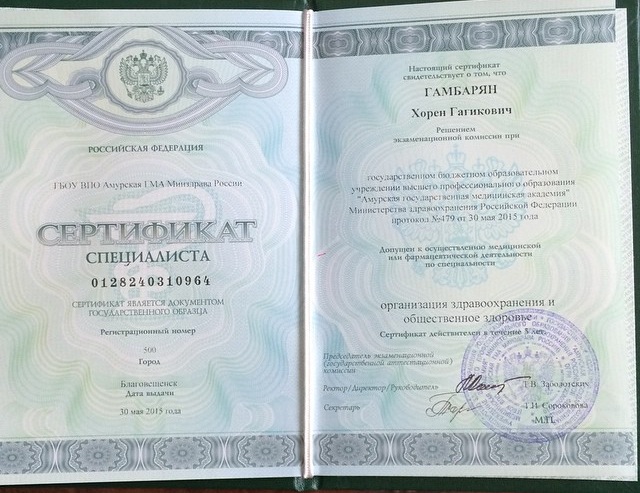 РОССИЙСКАЯ ФЕДЕРАЦИЯ
ГБОУ ВПО Амурская ГМА Минздрава России
СЕРТИФИКАТ
СПЕЦИАЛИСТА
0128240310964
СЕРТИФИКАТ ЯВЛЯЕТСЯ ДОКУМЕНТОМ
ГОСУДАРСТВЕННОГО ОБРАЗЦА
Регистрационный номер
500
Город
Благовещенск
Дата выдачи
30 мая 2015 года
Настоящий сертификат
свидетельствует о том, что
ГАМБАРЯН
Хорен Гагикович
Решением
экзаменационной комиссии при
государственном бюджетном образовательном
учреждении высшего профессионального образования
"Амурская государственная медицинская академия"
Министерства здравоохранения Российской Федерации
протокол №479 от 30 мая 2015 года
Допущен к осуществлению медицинской
или фармацевтической деятельности
по специальности
организация здравоохранения и
общественное здоровье
Сертификат действителен в течение 5 лет.
Председатель экзаменационной
(государственной аттестационной)
комиссии
Ректор/Директор/Руководитель
Т.В. Заболотских
Секретарь
Т.И. Сороковова
М.П.